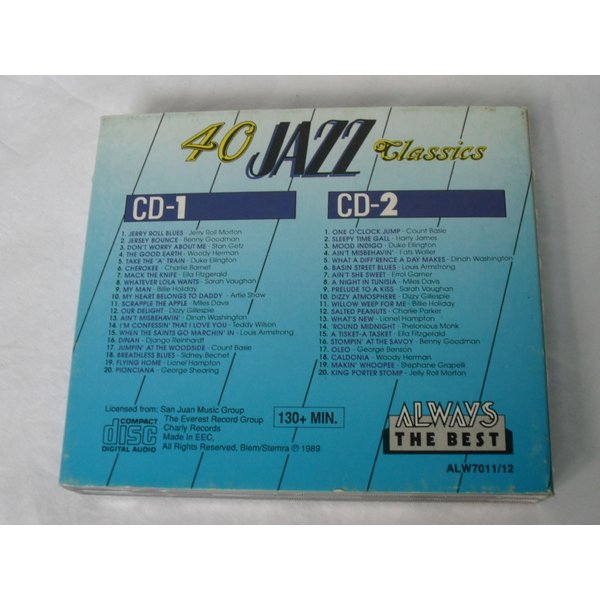 40 JAZZ Classics
CD-1
1. JERRY ROLL BLUES - Jerry Roll Morton
2. JERSEY BOUNCE - Benny Goodman
3. DON'T WORRY ABOUT ME - Stan Getz
4. THE GOOD EARTH - Woody Herman
5. TAKE THE 'A' TRAIN - Duke Ellington
6. CHEROKEE - Charlie Barnet
7. MACK THE KNIFE - Ella Fitzgerald
8. WHATEVER LOLA WANTS - Sarah Vaughan
9. MY MAN - Billie Holiday
10. MY HEART BELONGS TO DADDY - Artie Shaw
11. SCRAPPLE THE APPLE - Miles Davis
12. OUR DELIGHT - Dizzy Gillespie
13. AIN'T MISBEHAVIN' - Dinah Washington
14. I'M CONFESSIN' THAT I LOVE YOU - Teddy Wilson
15. WHEN THE SAINTS GO MARCHIN' IN - Louis Armstrong
16. DINAH - Django Reinhardt
17. JUMPIN' AT THE WOODSIDE - Count Basie
18. BREATHLESS BLUES - Sidney Bechet
19. FLYING HOME - Lionel Hampton
20. PIONCIANA - George Shearing
CD-2
1. ONE O'CLOCK JUMP - Count Basie
2. SLEEPY TIME GALL - Harry James
3. MOOD INDIGO - Duke Ellington
4. AIN'T MISBEHAVIN' - Fats Waller
5. WHAT A DIFF'RENCE A DAY MAKES - Dinah Washington
6. BASIN STREET BLUES - Louis Armstrong
7. AIN'T SHE SWEET - Errol Garner
8. A NIGHT IN TUNISIA - Miles Davis
9. PRELUDE TO A KISS - Sarah Vaughan
10. DIZZY ATMOSPHERE - Dizzy Gillespie
11. WILLOW WEEP FOR ME - Billie Holiday
12. SALTED PEANUTS - Charlie Parker
13. WHAT'S NEW - Lionel Hampton
14. 'ROUND MIDNIGHT - Thelonious Monk
15. A TISKET-A TASKET - Ella Fitzgerald
16. STOMPIN' AT THE SAVOY - Benny Goodman
17. OLEO - George Benson
18. CALDONIA - Woody Herman
19. MAKIN' WHOOPEE - Stephane Grapelli
20. KING PORTER STOMP - Jelly Roll Morton
Licensed from: San Juan Music Group
The Everest Record Group
Charly Records
Made In EEC,
All Rights Reserved, Biem/Stemra ℗ 1989
COMPACT
disc
DIGITAL AUDIO
130+ MIN.
ALWAYS
THE BEST
ALW7011/12